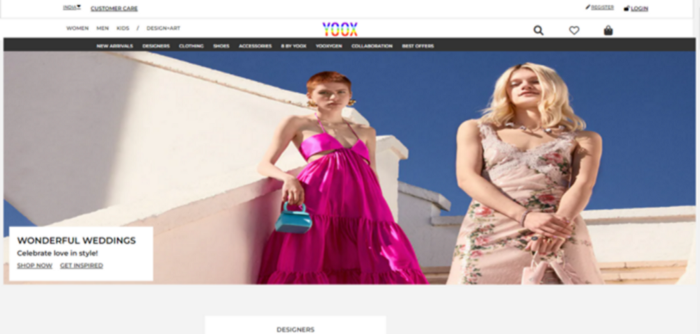 INDIA CUSTOMER CARE REGISTER LOGIN
WOMEN MEN KIDS / DESIGN+ART YOOX
NEW ARRIVALS DESIGNERS CLOTHING SHOES ACCESSORIES 8 BY YOOX YOOXYGEN COLLABORATION BEST OFFERS
WONDERFUL WEDDINGS
Celebrate love in style!
SHOP NOW GET INSPIRED
DESIGNERS